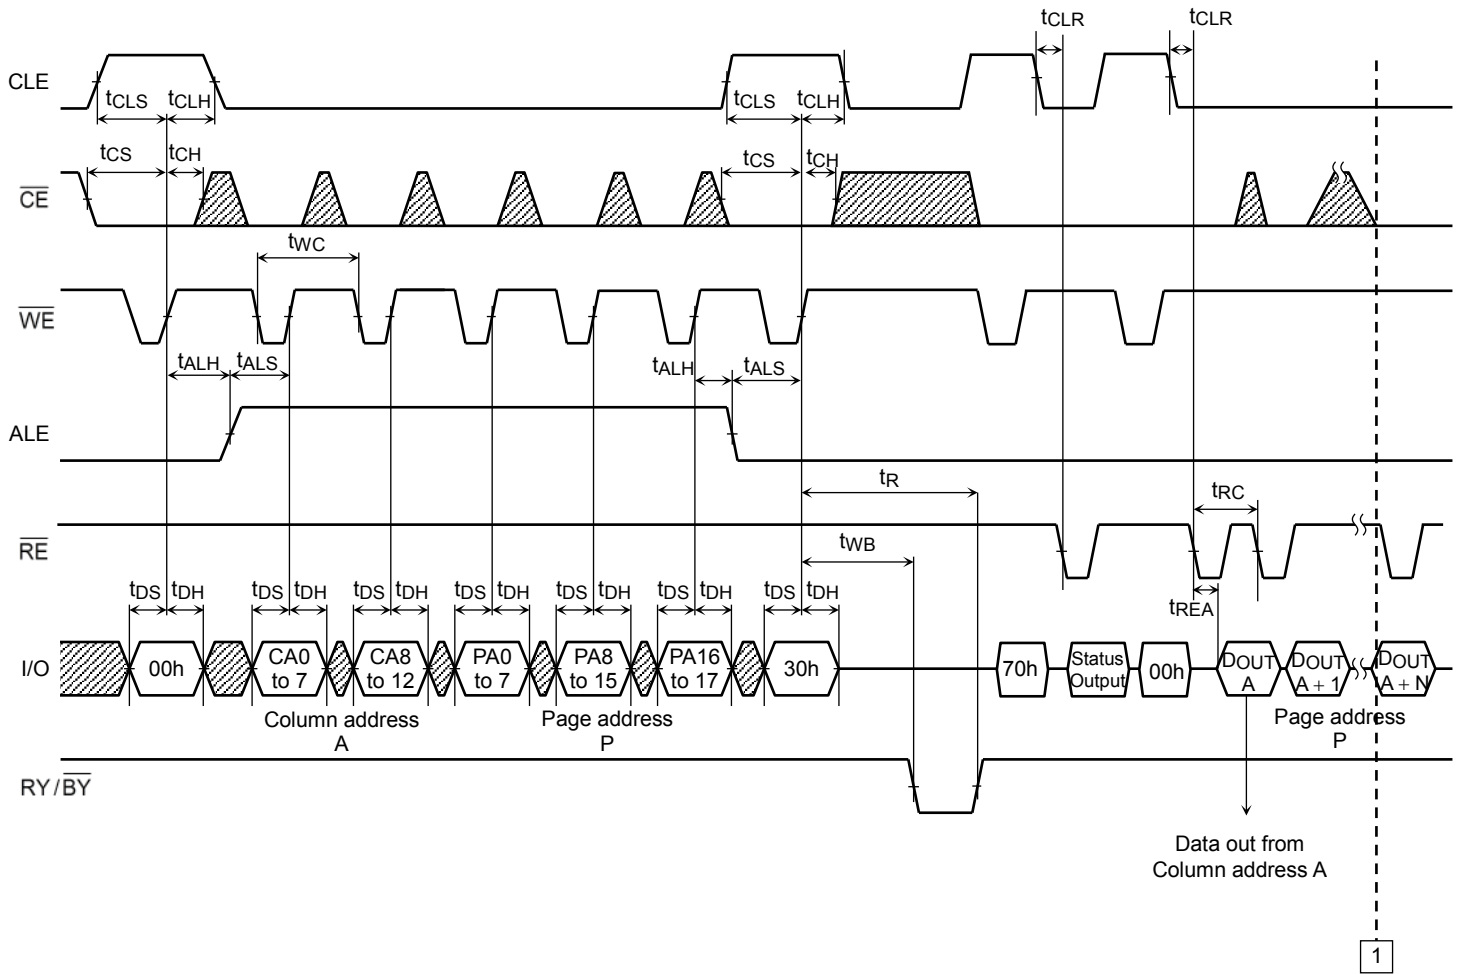 tCLR tCLR
CLE
tCLS tCLH tCLS tCLH
tCS tCH tCS tCH
CE
tWC
WE
tALH tALS tALH tALS
ALE
tR
tRC
RE
tWB
tDS tDH tDS tDH tDS tDH tDS tDH tDS tDH tDS tDH tDS tDH
tREA
I/O
00h
CA0
to 7
CA8
to 12
PA0
to 7
PA8
to 15
PA16
to 17
30h
70h
Status
Output
00h
DOUT
A
DOUT
A + 1
DOUT
A + N
Column address
A
Page address
P
Page address
P
RY/BY
Data out from
Column address A
1